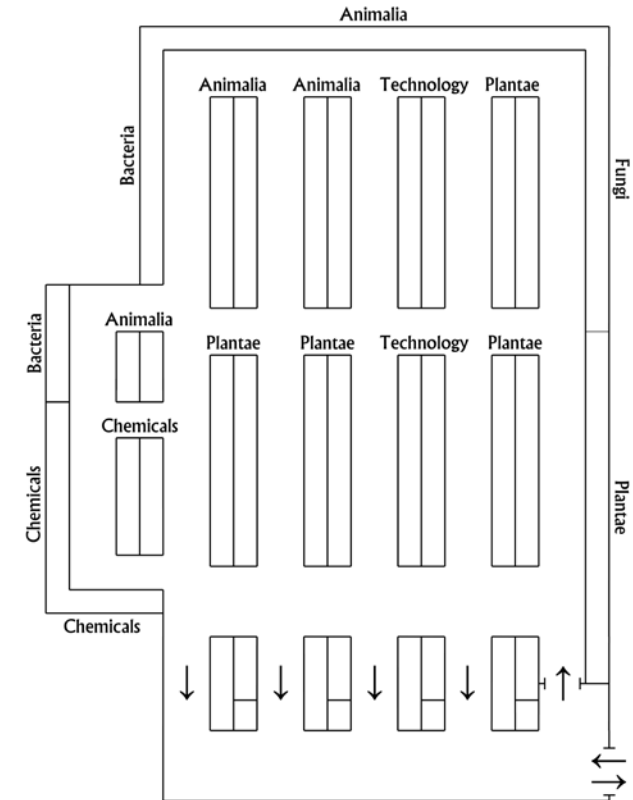 Animalia
Animalia
Animalia
Technology
Plantae
Bacteria
Fungi
Bacteria
Animalia
Plantae
Plantae
Technology
Plantae
Chemicals
Chemicals
Plantae
Chemicals